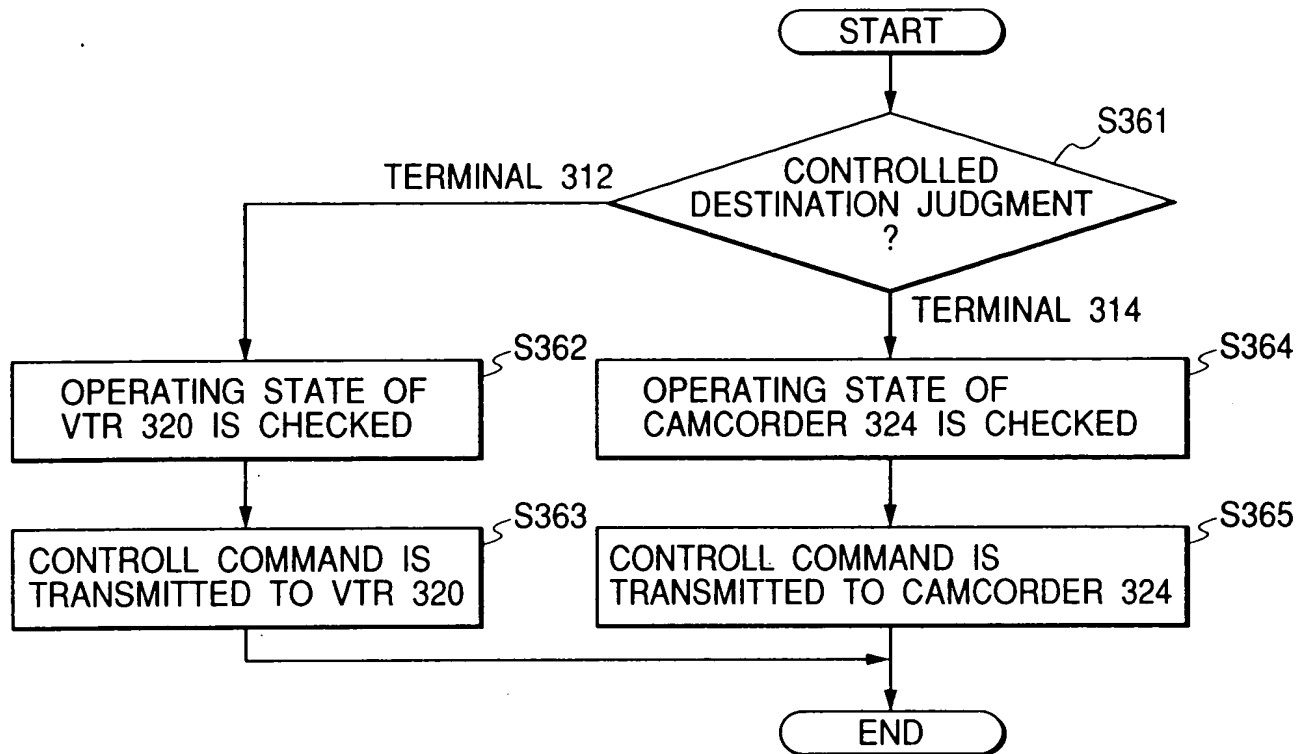 START
S361
CONTROLLED
DESTINATION JUDGMENT
?
TERMINAL 312
TERMINAL 314
S362
OPERATING STATE OF
VTR 320 IS CHECKED
S364
OPERATING STATE OF
CAMCORDER 324 IS CHECKED
S363
CONTROLL COMMAND IS
TRANSMITTED TO VTR 320
S365
CONTROLL COMMAND IS
TRANSMITTED TO CAMCORDER 324
END